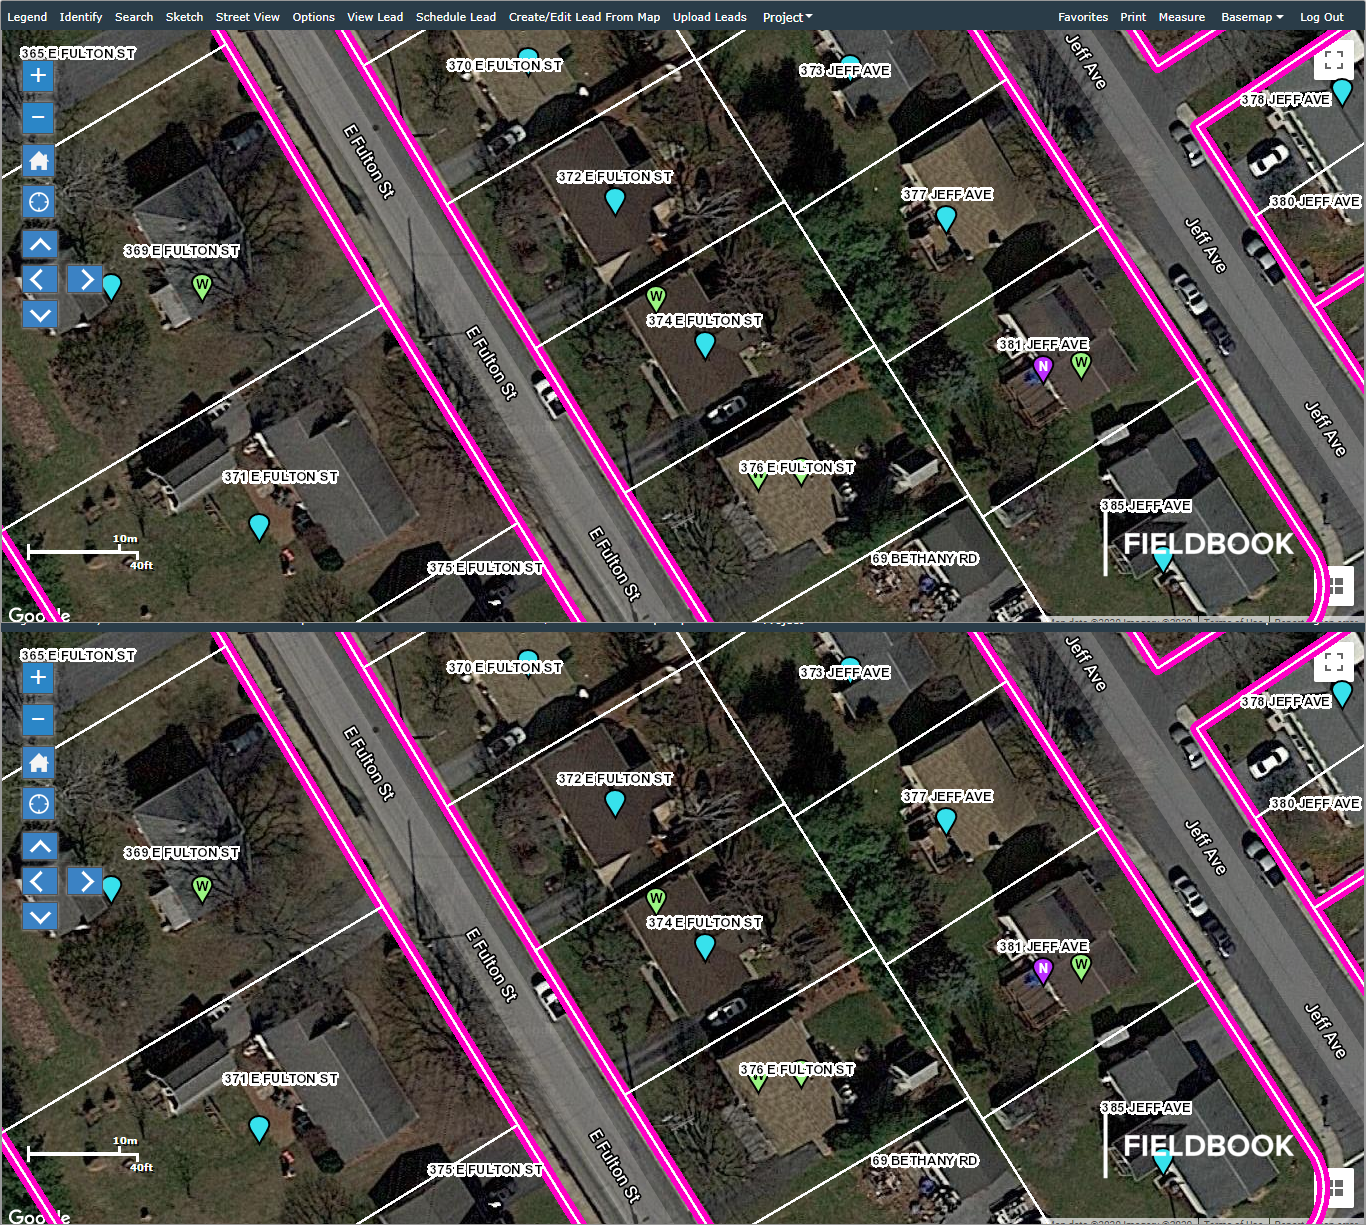 Legend Identify Search Sketch Street View Options View Lead Schedule Lead Create/Edit Lead From Map Upload Leads Project Favorites Print Measure Basemap Log Out
365 E FULTON ST
370 E FULTON ST
373 JEFF AVE
Jeff Ave
378 JEFF AVE
E Fulton St
372 E FULTON ST
377 JEFF AVE
380 JEFF AVE
369 E FULTON ST
Jeff Ave
W
W
374 E FULTON ST
E Fulton St
381 JEFF AVE
N
W
Jeff Ave
376 E FULTON ST
371 E FULTON ST
385 JEFF AVE
10m
40ft
FIELDBOOK
69 BETHANY RD
375 E FULTON ST
E Fulton St
Google
365 E FULTON ST
370 E FULTON ST
373 JEFF AVE
Jeff Ave
378 JEFF AVE
E Fulton St
372 E FULTON ST
377 JEFF AVE
380 JEFF AVE
369 E FULTON ST
Jeff Ave
W
W
374 E FULTON ST
E Fulton St
381 JEFF AVE
N
W
Jeff Ave
376 E FULTON ST
371 E FULTON ST
385 JEFF AVE
10m
40ft
FIELDBOOK
69 BETHANY RD
375 E FULTON ST
E Fulton St
Google